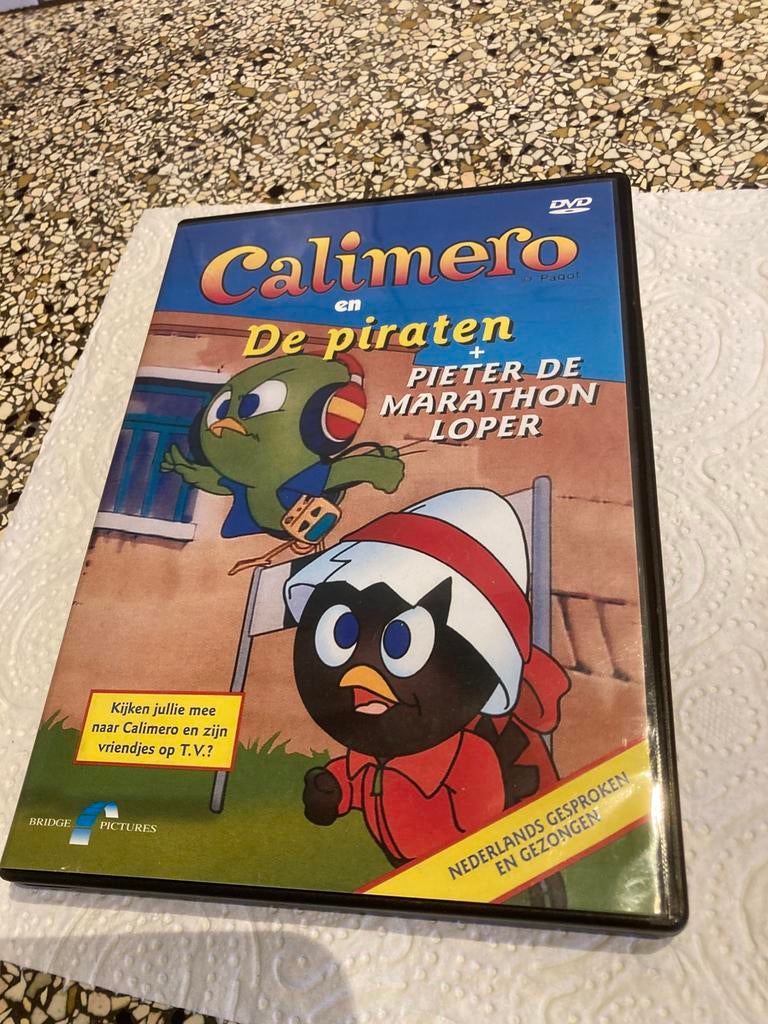 DVD
Calimero
© Pagot
en
De piraten
+
PIETER DE
MARATHON
LOPER
Kijken jullie mee
naar Calimero en zijn
vriendjes op T.V.?
BRIDGE PICTURES
NEDERLANDS GESPROKEN
EN GEZONGEN